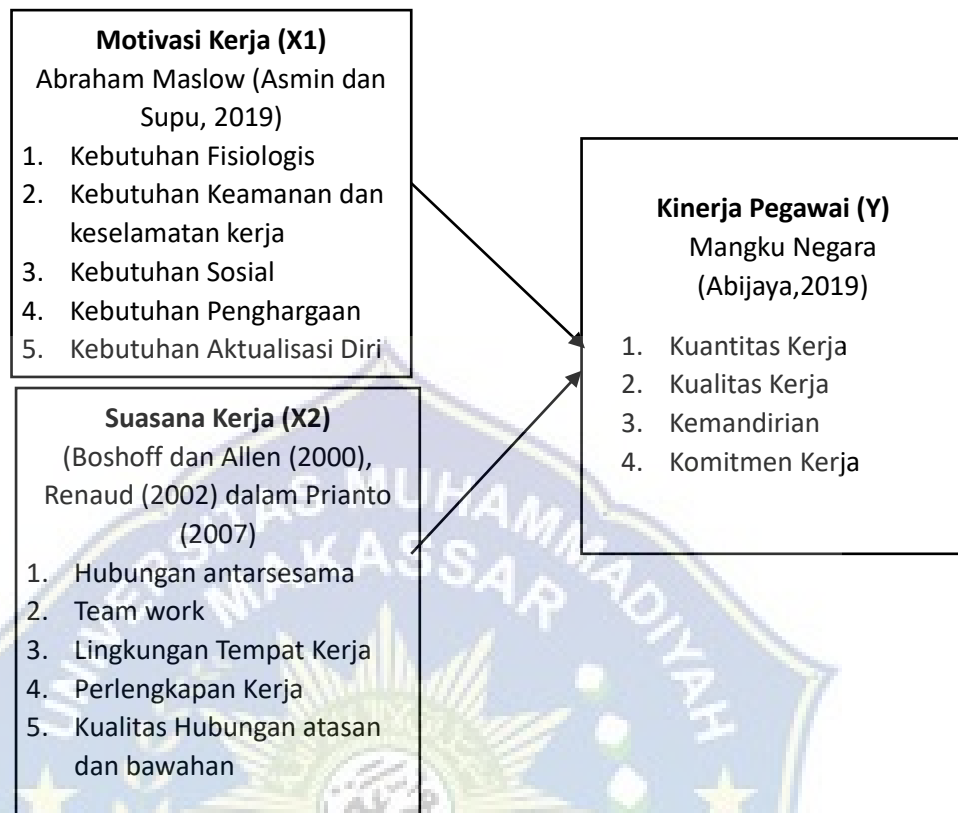 Motivasi Kerja (X1)
Abraham Maslow (Asmin dan
Supu, 2019)
1. Kebutuhan Fisiologis
2. Kebutuhan Keamanan dan
keselamatan kerja
3. Kebutuhan Sosial
4. Kebutuhan Penghargaan
5. Kebutuhan Aktualisasi Diri
Suasana Kerja (X2)
(Boshoff dan Allen (2000),
Renaud (2002) dalam Prianto
(2007)
1. Hubungan antarsesama
2. Team work
3. Lingkungan Tempat Kerja
4. Perlengkapan Kerja
5. Kualitas Hubungan atasan
dan bawahan
Kinerja Pegawai (Y)
Mangku Negara
(Abijaya,2019)
1. Kuantitas Kerja
2. Kualitas Kerja
3. Kemandirian
4. Komitmen Kerja
UNIVERSITAS MUHAMMADIYAH
MAKASSAR